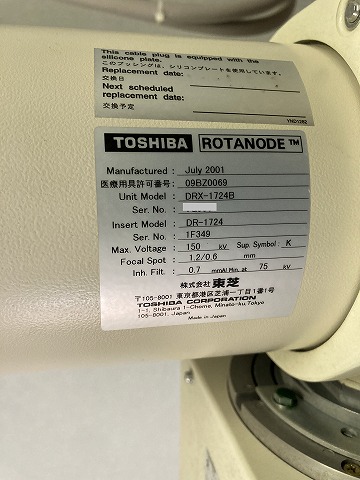 This cable plug is equipped with the
silicone plate.
このブッシングは、シリコンプレートを使用しています。
Replacement date:
交換日
Next scheduled
replacement date:
交換予定
YND1282
TOSHIBA ROTANODE™
Manufactured : July 2001
医療用具許可番号: 09BZ0069
Unit Model : DRX-1724B
Ser. No. :
Insert Model : DR-1724
Ser. No. : 1F349
Max. Voltage : 150 kV Sup. Symbol : K
Focal Spot : 1.2/0.6 mm
Inh. Filt. : 0.7 mmAl Min. at 75 kV
株式会社 東芝
〒105-8001 東京都港区芝浦一丁目1番1号
TOSHIBA CORPORATION
1-1, Shibaura 1-Chome, Minato-ku, Tokyo
105-8001, Japan
Made in Japan